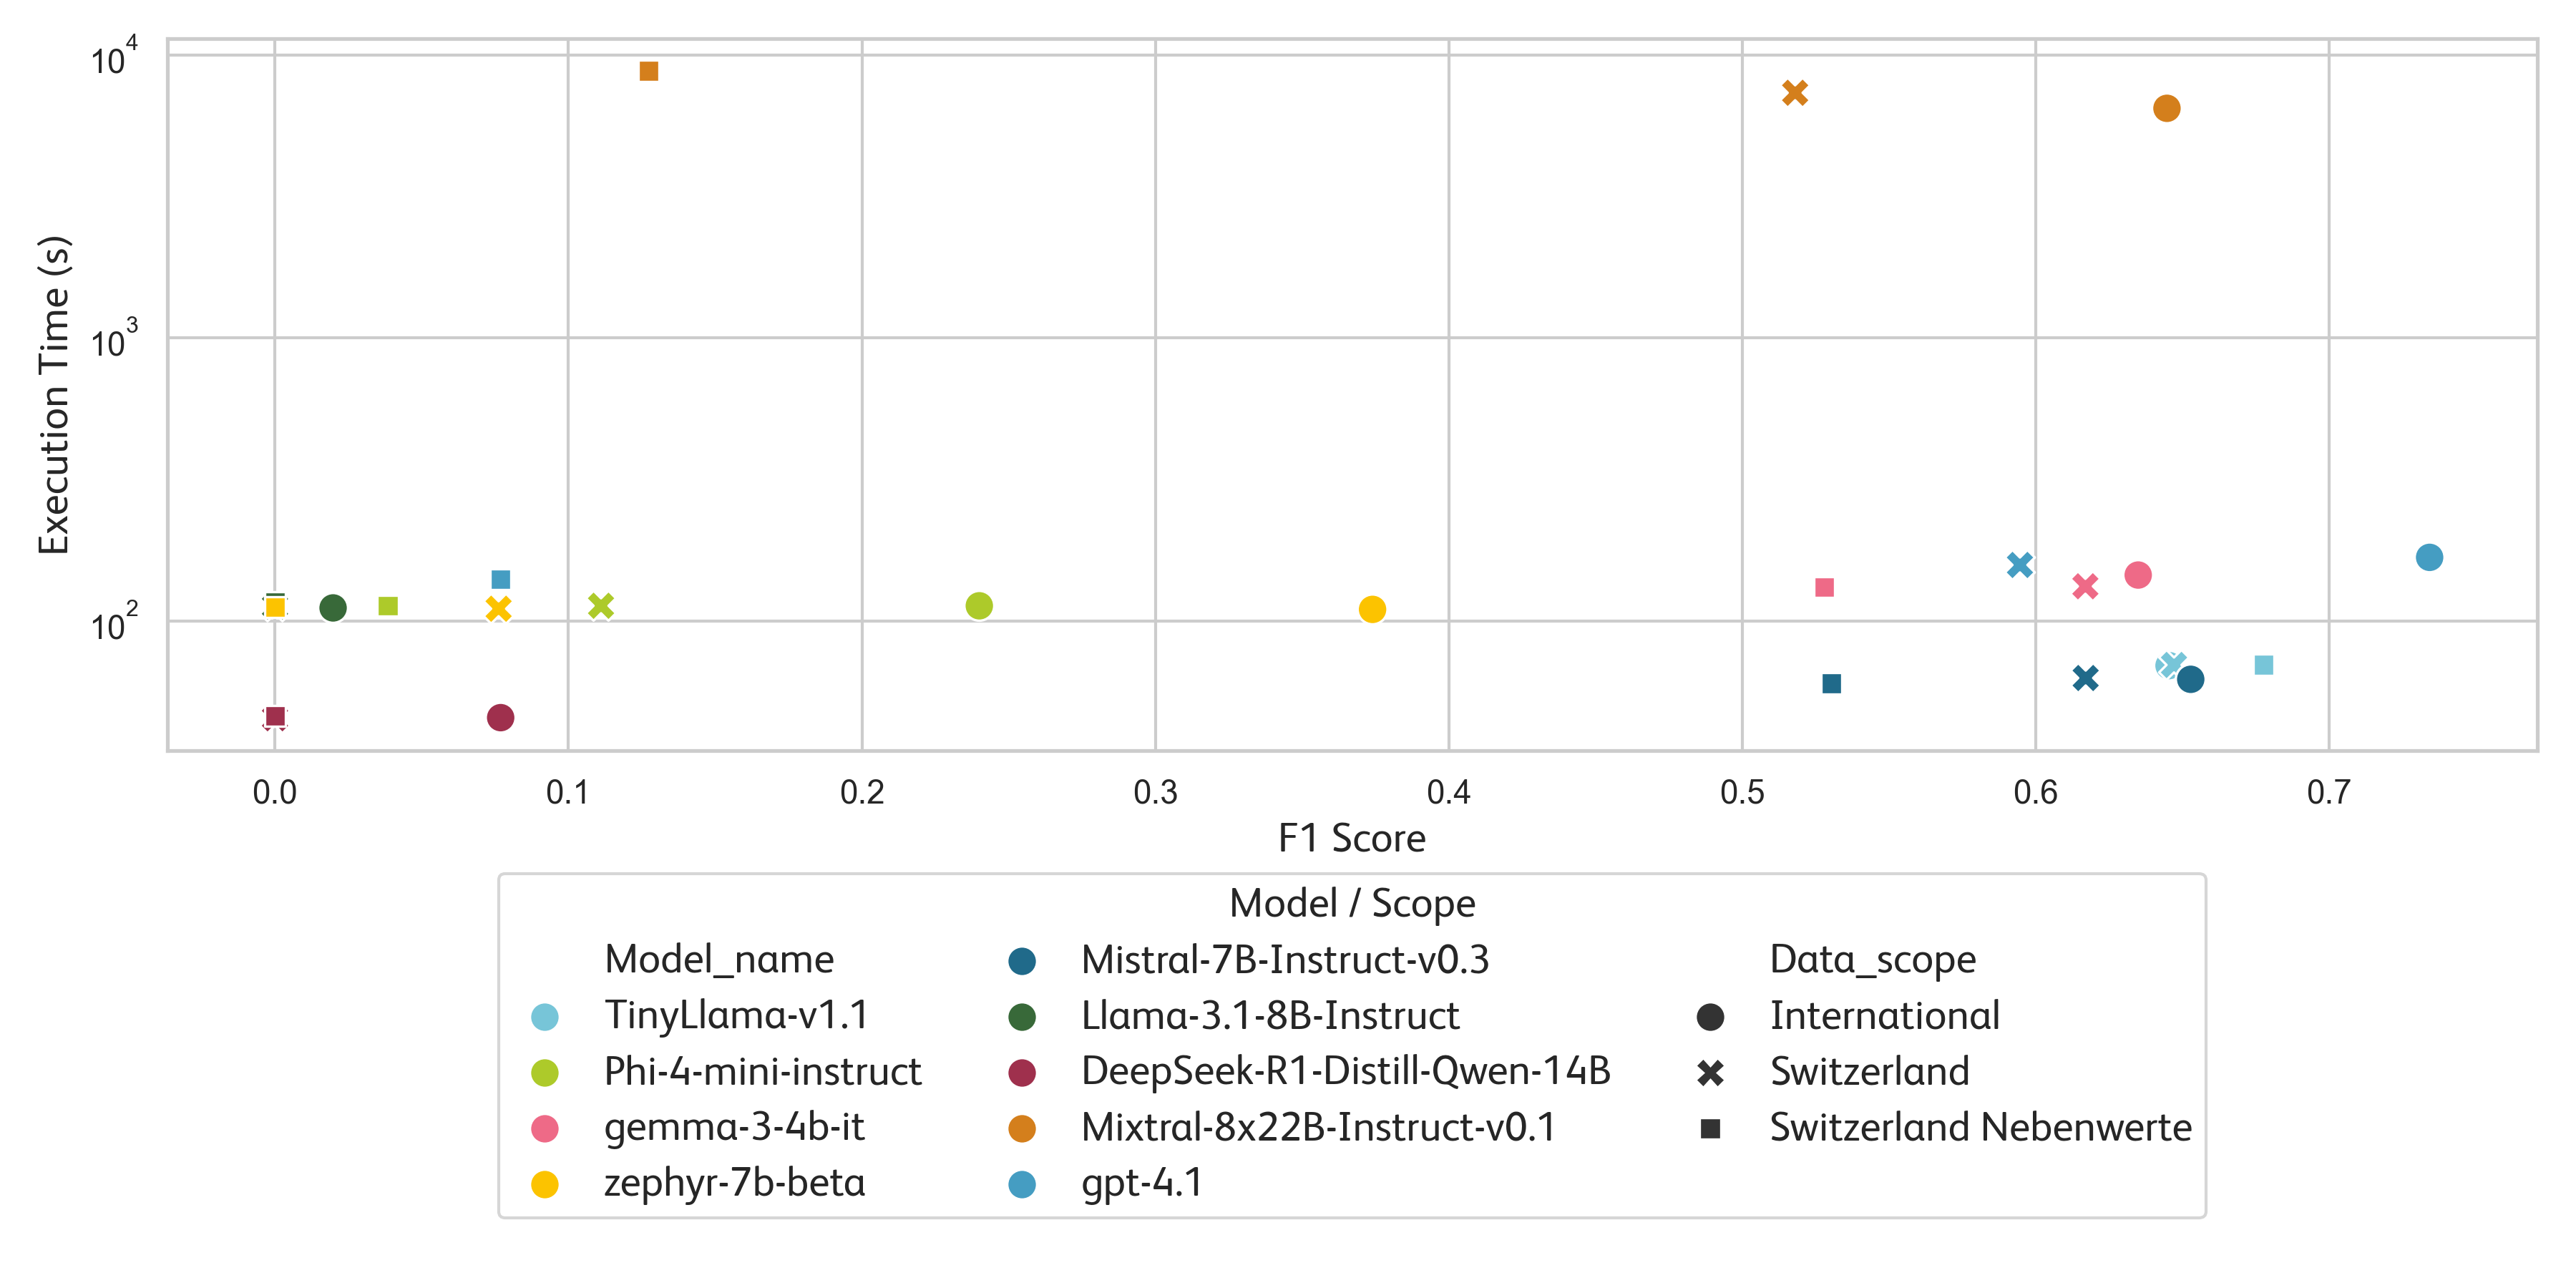 Execution Time (s)
10^4
10^3
10^2
0.0 0.1 0.2 0.3 0.4 0.5 0.6 0.7
F1 Score
Model / Scope
Model_name
TinyLlama-v1.1
Phi-4-mini-instruct
gemma-3-4b-it
zephyr-7b-beta
Mistral-7B-Instruct-v0.3
Llama-3.1-8B-Instruct
DeepSeek-R1-Distill-Qwen-14B
Mixtral-8x22B-Instruct-v0.1
gpt-4.1
Data_scope
International
Switzerland
Switzerland Nebenwerte